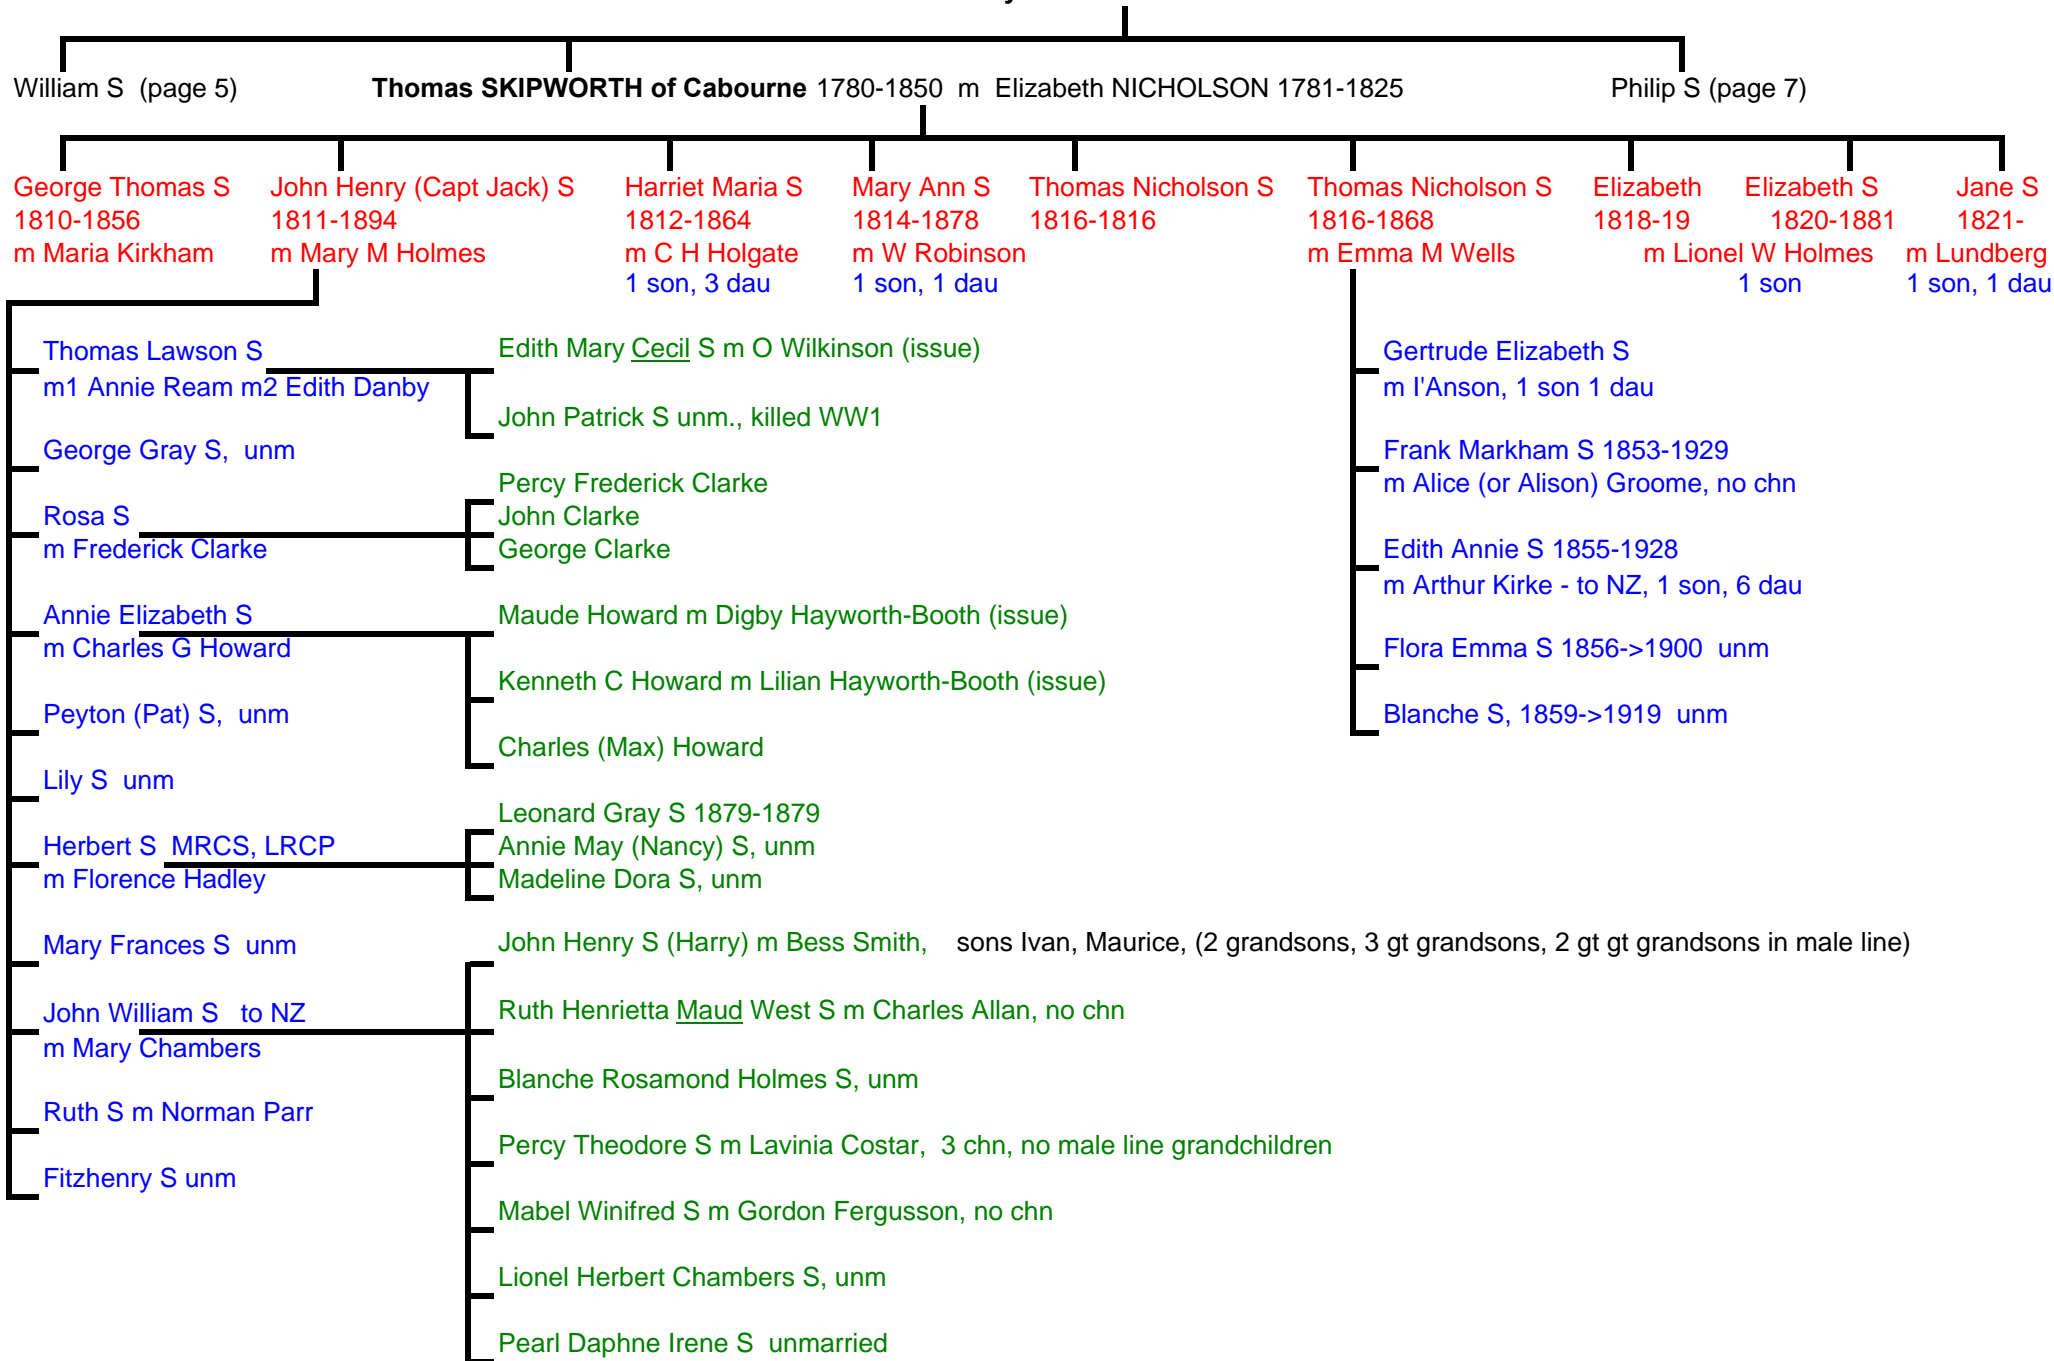 William S (page 5)
Thomas SKIPWORTH of Cabourne 1780-1850 m Elizabeth NICHOLSON 1781-1825
Philip S (page 7)
George Thomas S
1810-1856
m Maria Kirkham
John Henry (Capt Jack) S
1811-1894
m Mary M Holmes
Harriet Maria S
1812-1864
m C H Holgate
1 son, 3 dau
Mary Ann S
1814-1878
m W Robinson
1 son, 1 dau
Thomas Nicholson S
1816-1816
Thomas Nicholson S
1816-1868
m Emma M Wells
Elizabeth
1818-19
Elizabeth S
1820-1881
m Lionel W Holmes
1 son
Jane S
1821-
m Lundberg
1 son, 1 dau
Thomas Lawson S
m1 Annie Ream m2 Edith Danby
George Gray S, unm
Rosa S
m Frederick Clarke
Annie Elizabeth S
m Charles G Howard
Peyton (Pat) S, unm
Lily S unm
Herbert S MRCS, LRCP
m Florence Hadley
Mary Frances S unm
John William S to NZ
m Mary Chambers
Ruth S m Norman Parr
Fitzhenry S unm
Edith Mary Cecil S m O Wilkinson (issue)
John Patrick S unm., killed WW1
Percy Frederick Clarke
John Clarke
George Clarke
Maude Howard m Digby Hayworth-Booth (issue)
Kenneth C Howard m Lilian Hayworth-Booth (issue)
Charles (Max) Howard
Leonard Gray S 1879-1879
Annie May (Nancy) S, unm
Madeline Dora S, unm
John Henry S (Harry) m Bess Smith, sons Ivan, Maurice, (2 grandsons, 3 gt grandsons, 2 gt gt grandsons in male line)
Ruth Henrietta Maud West S m Charles Allan, no chn
Blanche Rosamond Holmes S, unm
Percy Theodore S m Lavinia Costar, 3 chn, no male line grandchildren
Mabel Winifred S m Gordon Fergusson, no chn
Lionel Herbert Chambers S, unm
Pearl Daphne Irene S unmarried
Gertrude Elizabeth S
m I'Anson, 1 son 1 dau
Frank Markham S 1853-1929
m Alice (or Alison) Groome, no chn
Edith Annie S 1855-1928
m Arthur Kirke - to NZ, 1 son, 6 dau
Flora Emma S 1856->1900 unm
Blanche S, 1859->1919 unm